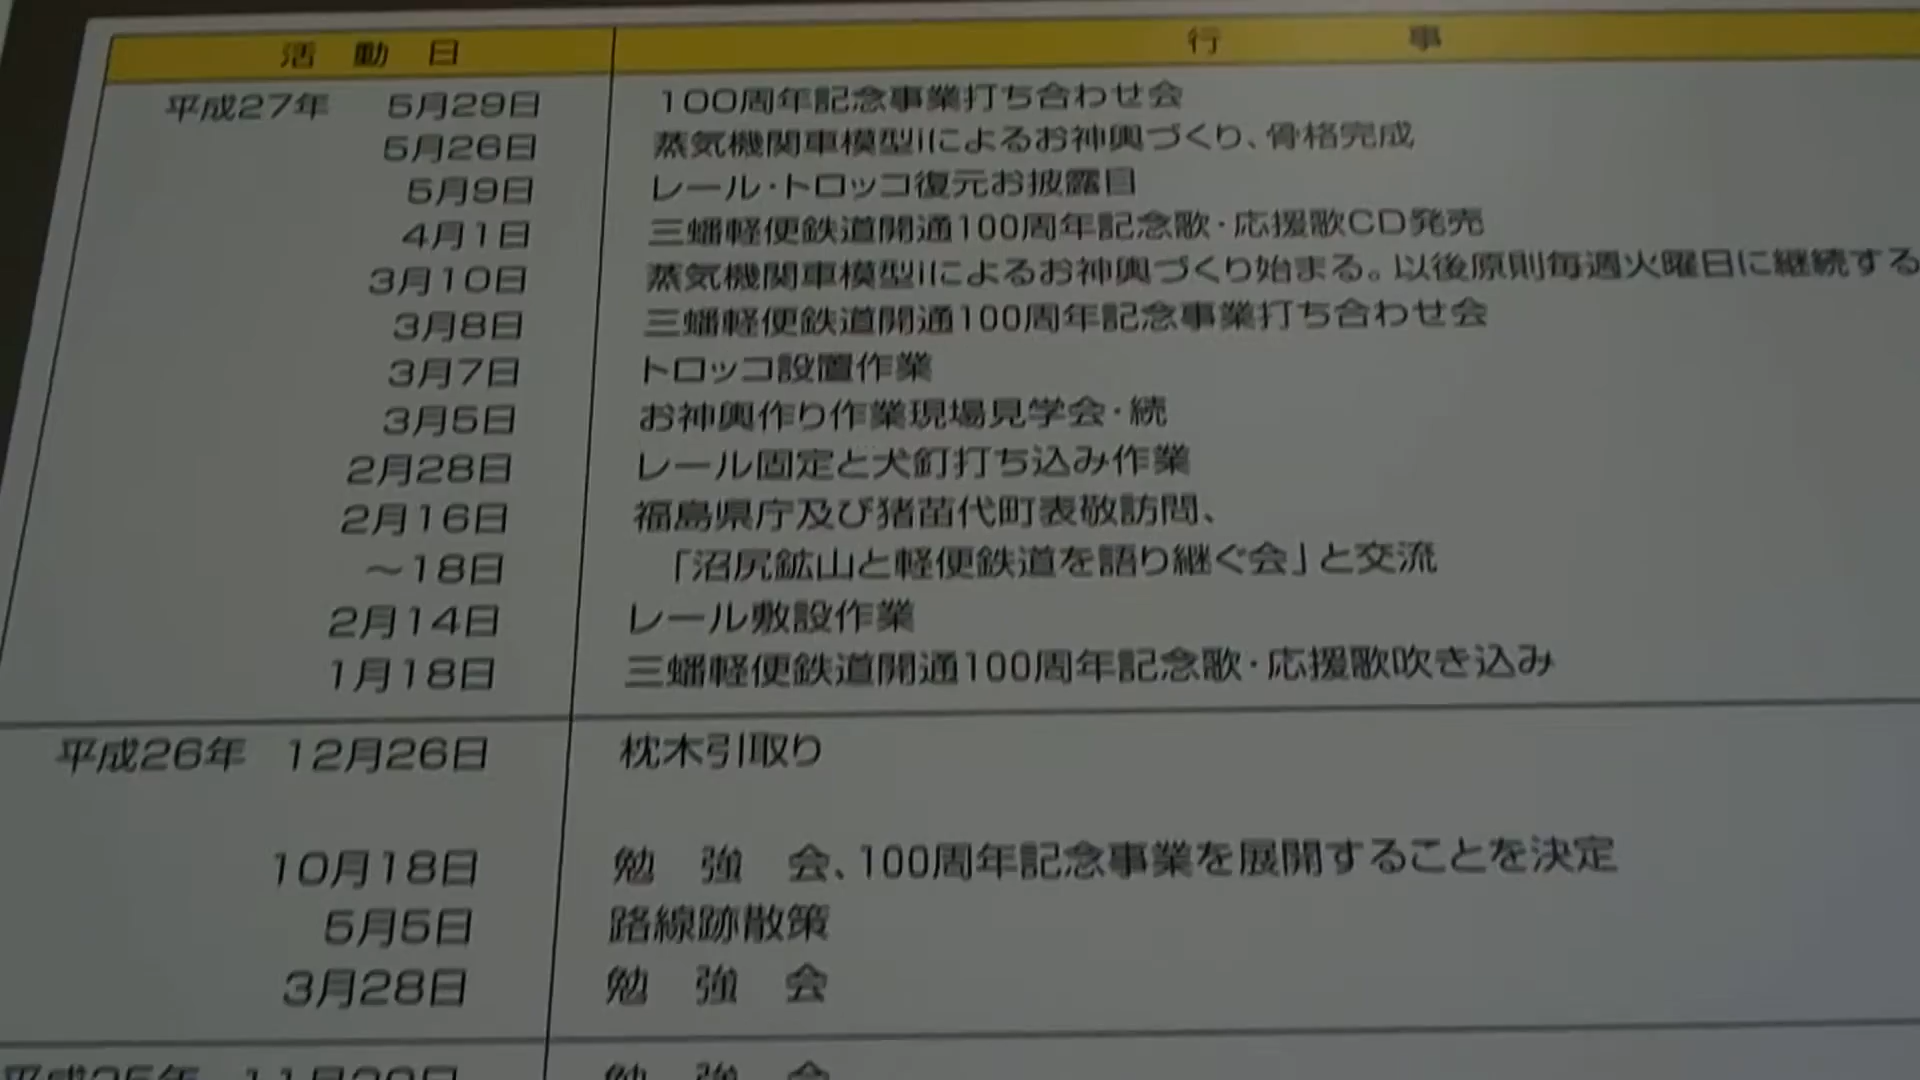 活動日 行事
平成27年 5月29日 100周年記念事業打ち合わせ会
5月26日 蒸気機関車模型iによるお神輿づくり、骨格完成
5月9日 レール・トロッコ復元お披露目
4月1日 三蟠軽便鉄道開通100周年記念歌・応援歌CD発売
3月10日 蒸気機関車模型iによるお神輿づくり始まる。以後原則毎週火曜日に継続する
3月8日 三蟠軽便鉄道開通100周年記念事業打ち合わせ会
3月7日 トロッコ設置作業
3月5日 お神輿作り作業現場見学会・続
2月28日 レール固定と犬釘打ち込み作業
2月16日 福島県庁及び猪苗代町表敬訪問、
～18日 「沼尻鉱山と軽便鉄道を語り継ぐ会」と交流
2月14日 レール敷設作業
1月18日 三蟠軽便鉄道開通100周年記念歌・応援歌吹き込み
平成26年 12月26日 枕木引取り
10月18日 勉強会、100周年記念事業を展開することを決定
5月5日 路線跡散策
3月28日 勉強会
平成25年 勉強会